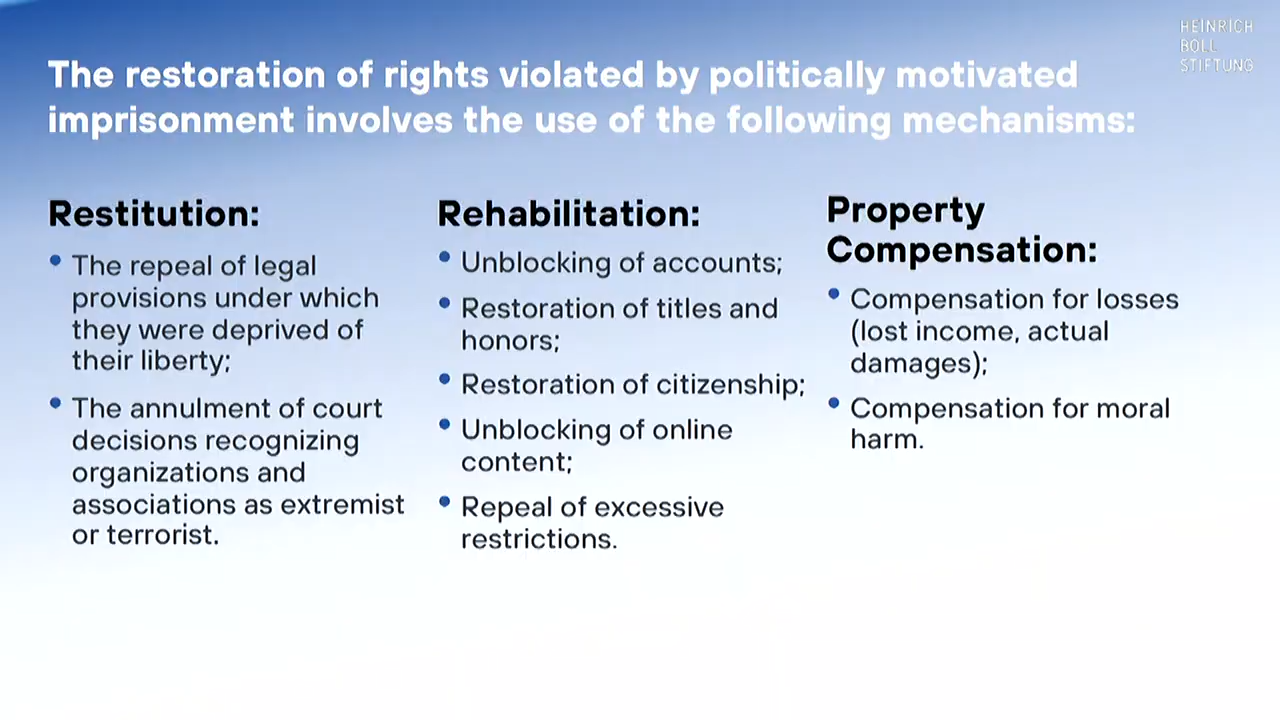 HEINRICH
BÖLL
STIFTUNG
The restoration of rights violated by politically motivated
imprisonment involves the use of the following mechanisms:
Restitution:
• The repeal of legal
provisions under which
they were deprived of
their liberty;
• The annulment of court
decisions recognizing
organizations and
associations as extremist
or terrorist.
Rehabilitation:
• Unblocking of accounts;
• Restoration of titles and
honors;
• Restoration of citizenship;
• Unblocking of online
content;
• Repeal of excessive
restrictions.
Property
Compensation:
• Compensation for losses
(lost income, actual
damages);
• Compensation for moral
harm.